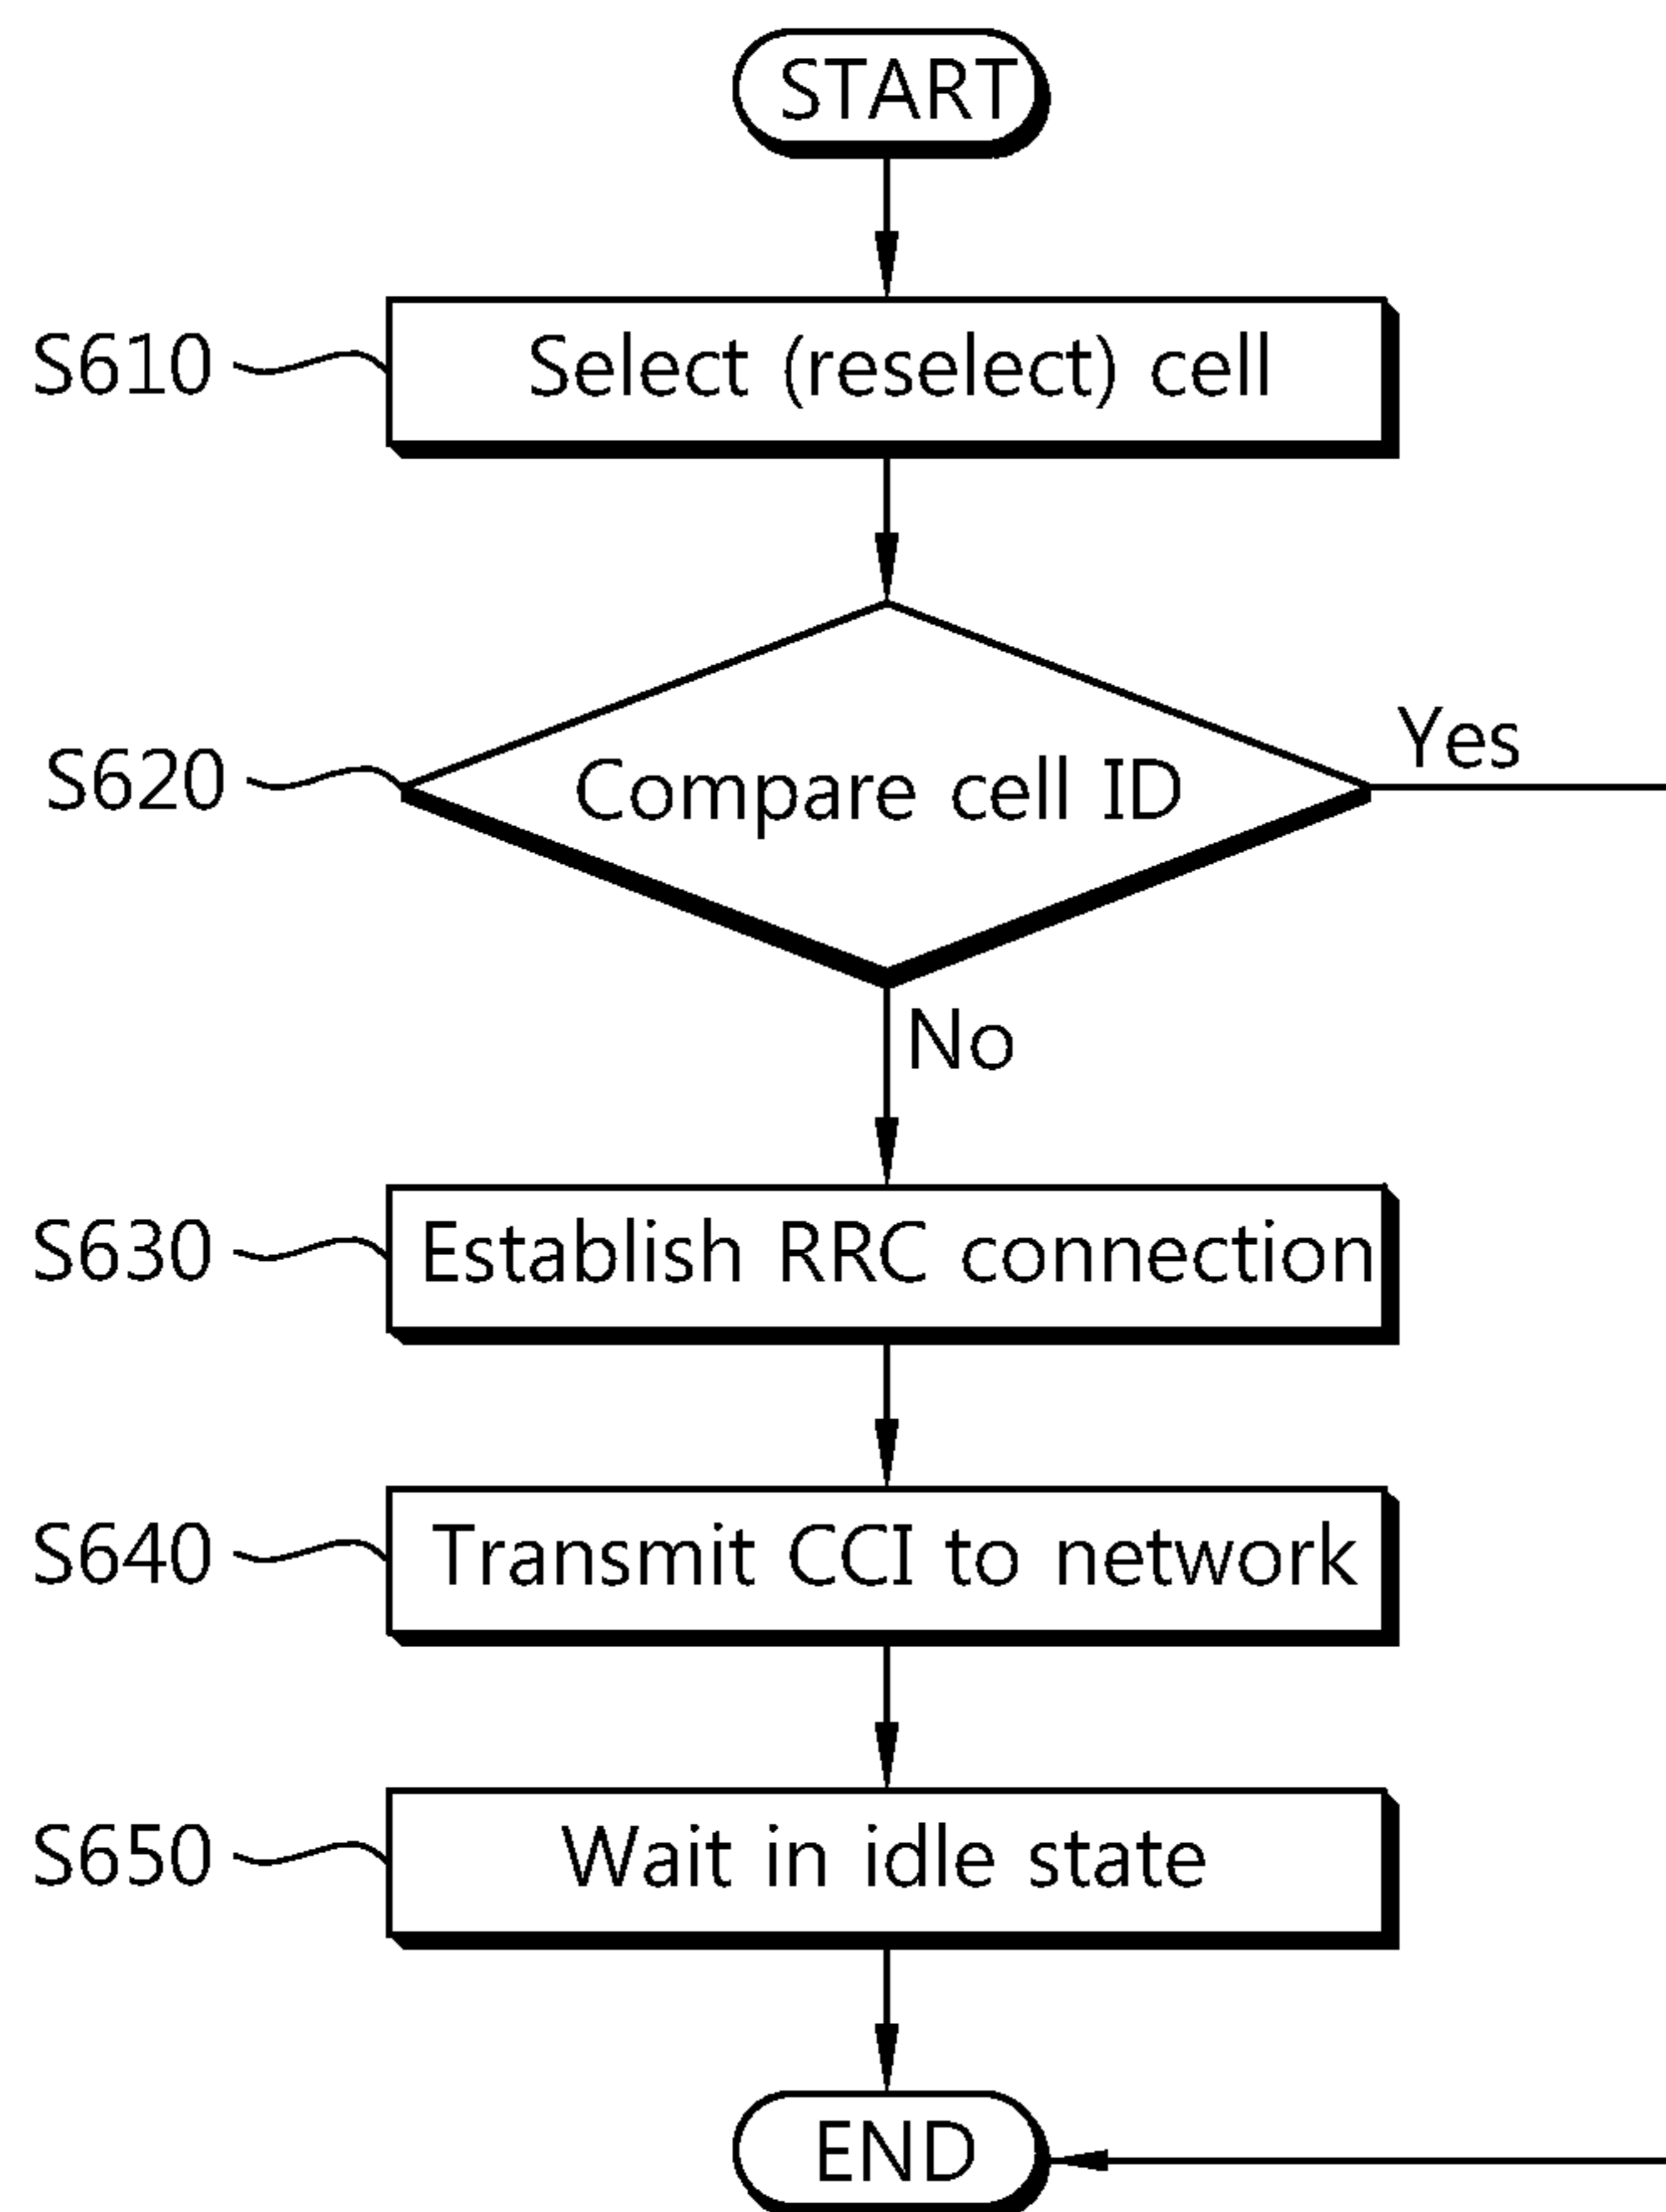 START
S610
Select (reselect) cell
S620
Compare cell ID
Yes
No
S630
Establish RRC connection
S640
Transmit CCI to network
S650
Wait in idle state
END